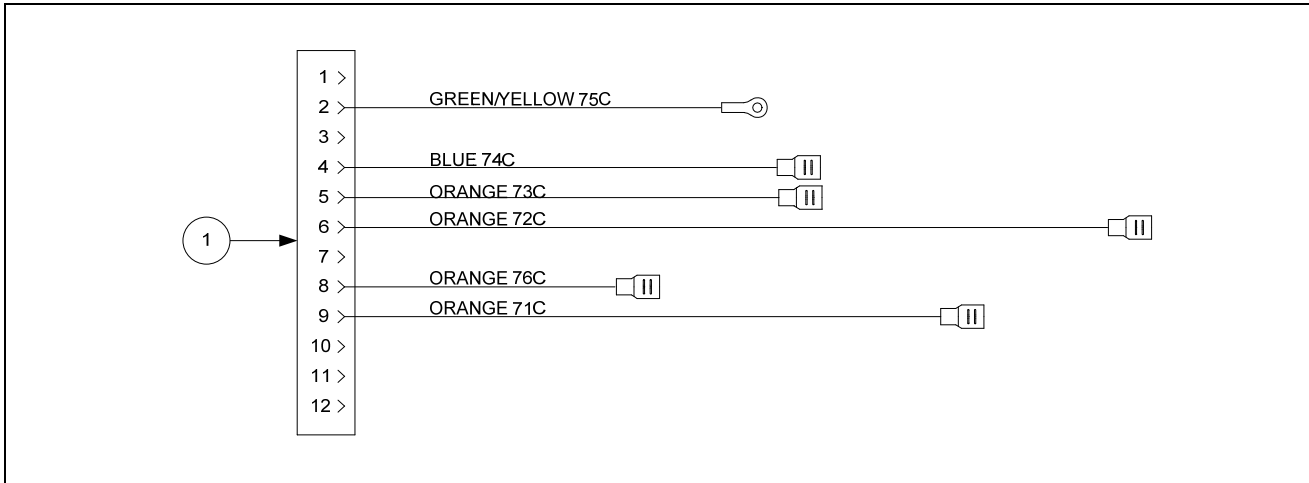 1
2 GREEN/YELLOW 75C
3
4 BLUE 74C
5 ORANGE 73C
6 ORANGE 72C
1
7
8 ORANGE 76C
9 ORANGE 71C
10
11
12